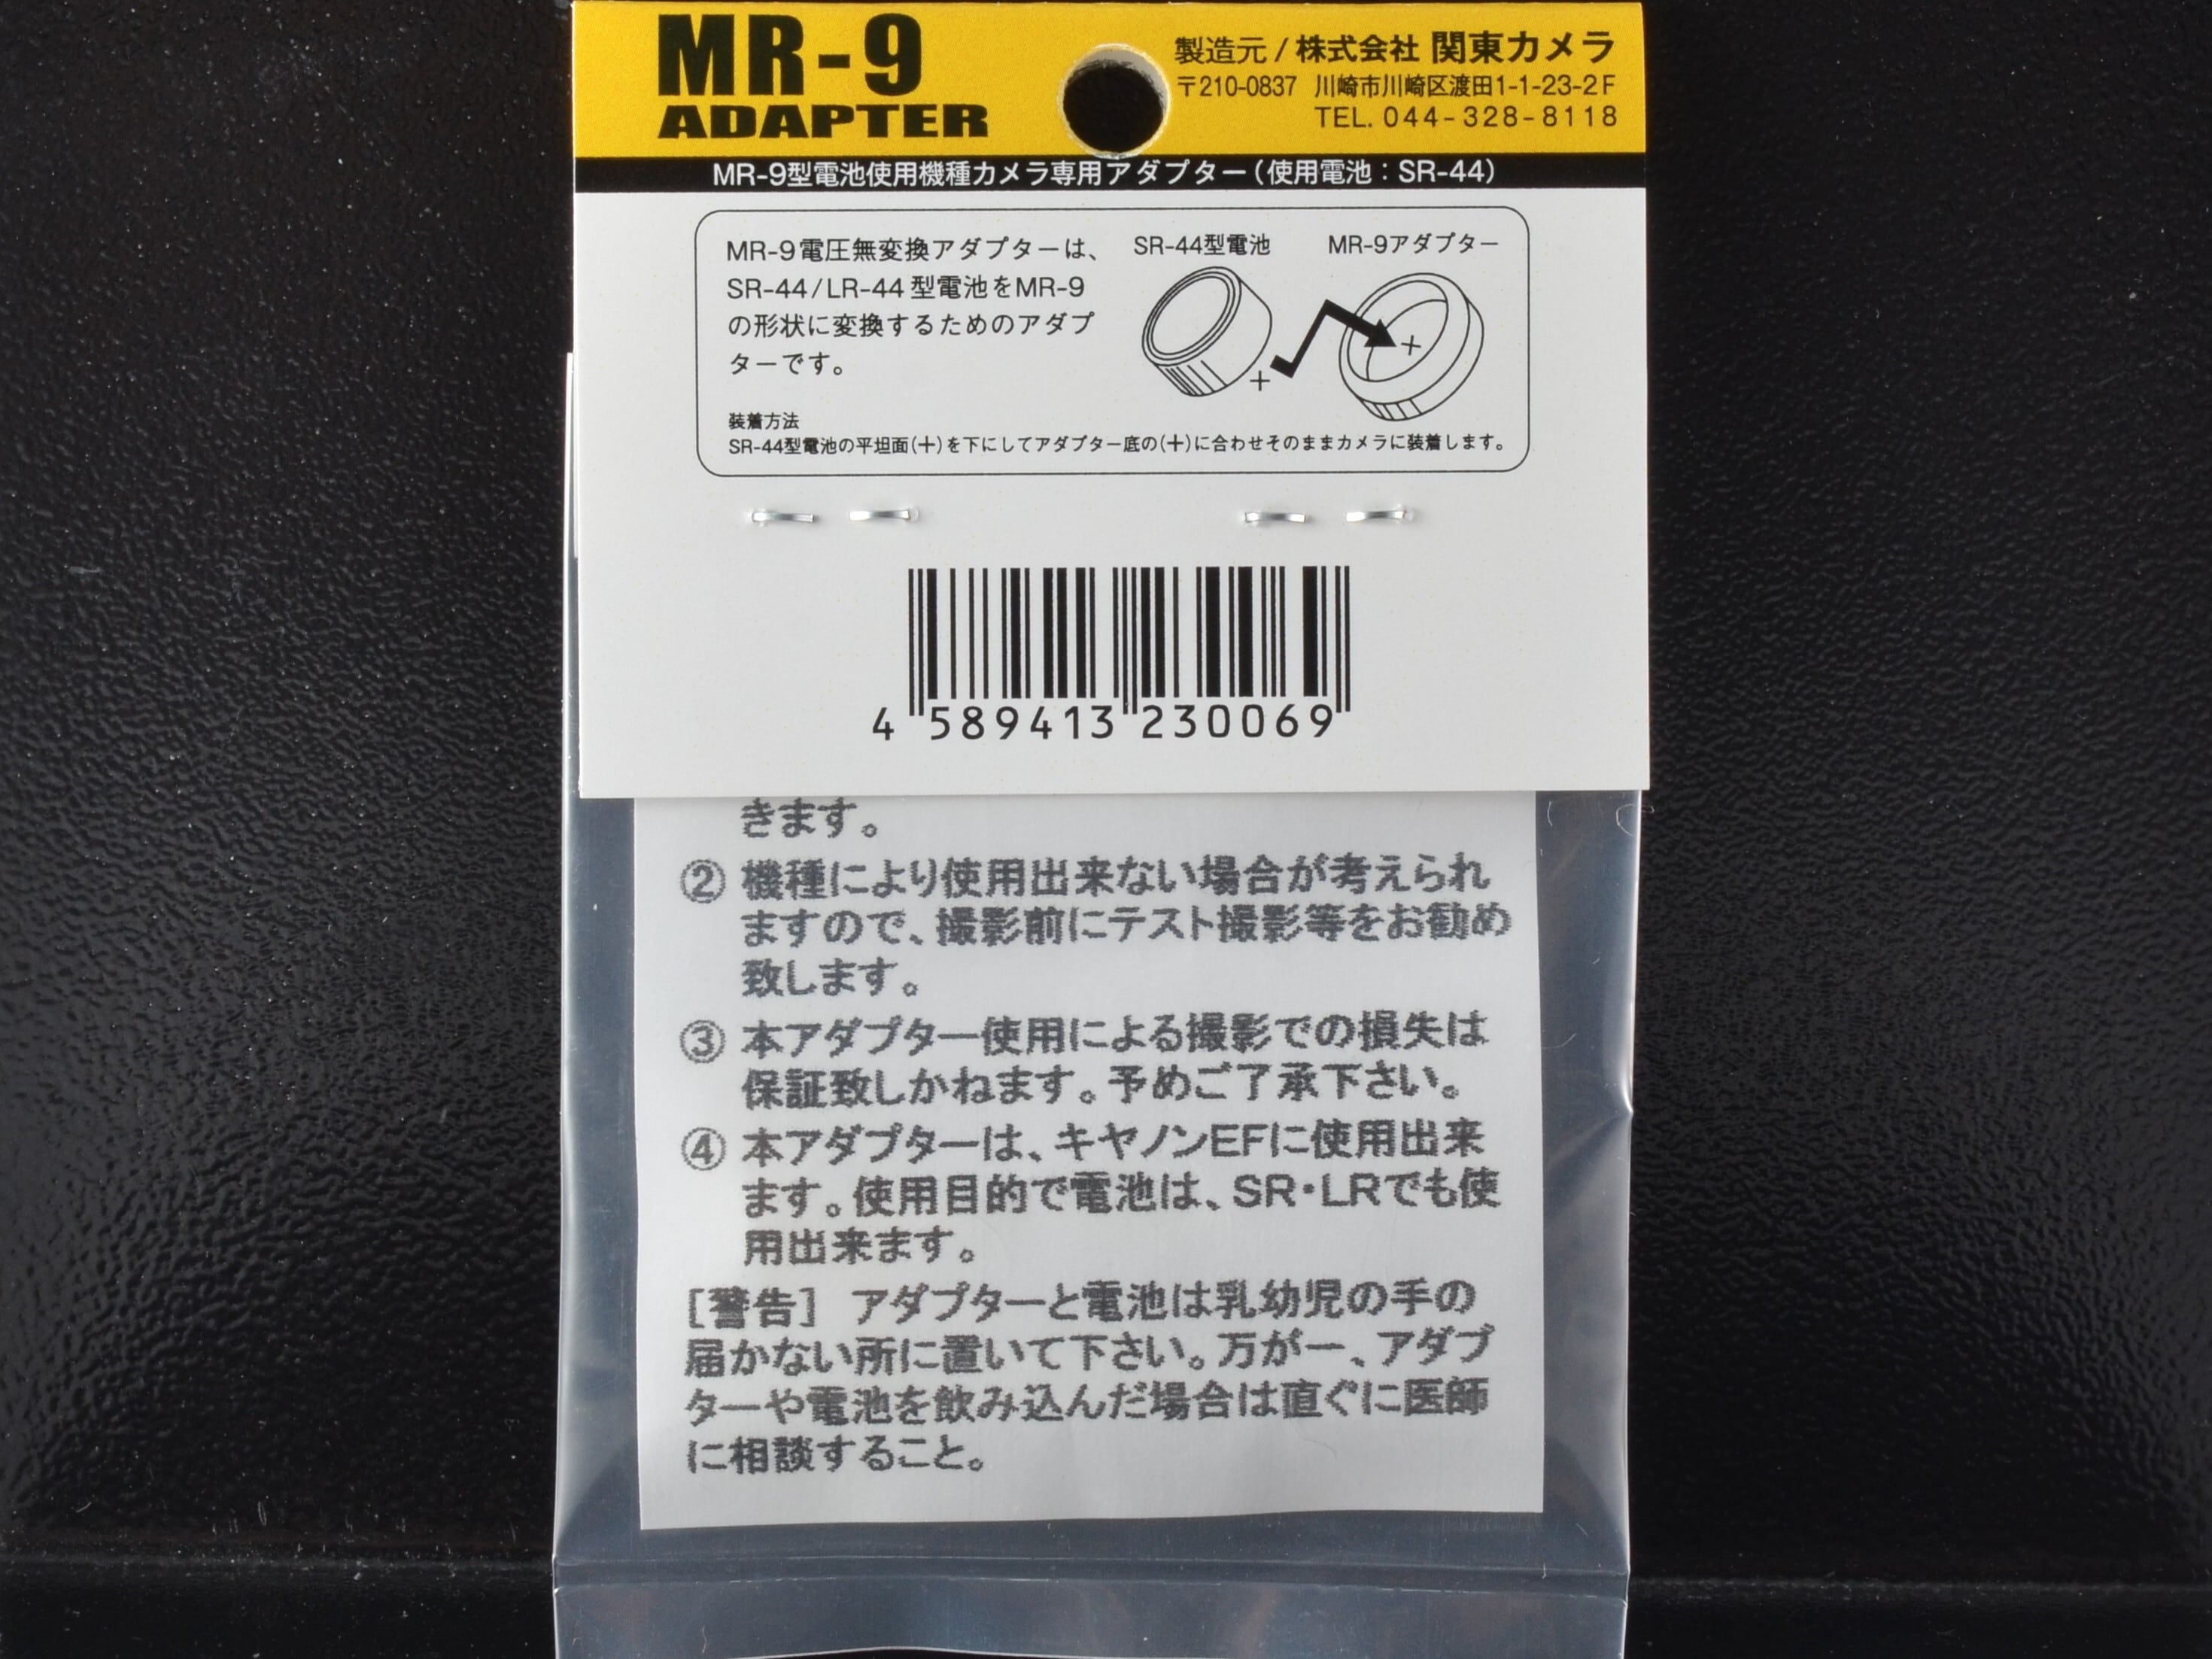 MR-9
ADAPTER
製造元 / 株式会社 関東カメラ
〒210-0837 川崎市川崎区渡田1-1-23-2F
TEL. 044-328-8118
MR-9型電池使用機種カメラ専用アダプター(使用電池:SR-44)
MR-9電圧無変換アダプターは、
SR-44/LR-44型電池をMR-9
の形状に変換するためのアダプ
ターです。
SR-44型電池
MR-9アダプター
+
+
装着方法
SR-44型電池の平坦面(+)を下にしてアダプター底の(+)に合わせそのままカメラに装着します。
4 589413 230069
きます。
② 機種により使用出来ない場合が考えられ
ますので、撮影前にテスト撮影等をお勧め
致します。
③ 本アダプター使用による撮影での損失は
保証致しかねます。予めご了承下さい。
④ 本アダプターは、キヤノンEFに使用出来
ます。使用目的で電池は、SR・LRでも使
用出来ます。
[警告] アダプターと電池は乳幼児の手の
届かない所に置いて下さい。万が一、アダプ
ターや電池を飲み込んだ場合は直ぐに医師
に相談すること。